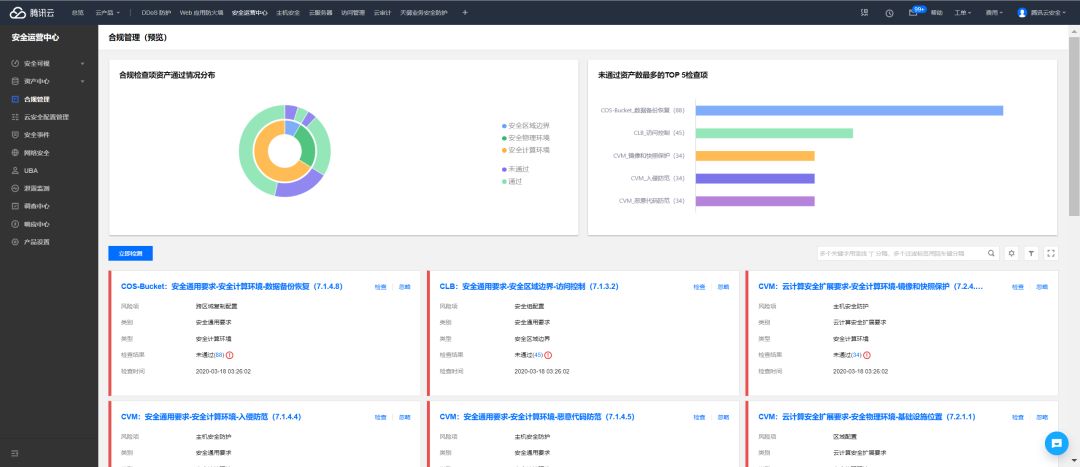 腾讯云 总览 云产品 DDoS 防护 Web 应用防火墙 安全运营中心 主机安全 云服务器 访问管理 云审计 天御业务安全防护 + 99+ 帮助 工单 费用 腾讯云安全
安全运营中心
安全可视
资产中心
合规管理
云安全配置管理
安全事件
网络安全
UBA
泄露监测
调查中心
响应中心
产品设置
合规管理（预览）
合规检查项资产通过情况分布
安全区域边界
安全物理环境
安全计算环境
未通过
通过
未通过资产数最多的TOP 5检查项
COS-Bucket_数据备份恢复（88）
CLB_访问控制（45）
CVM_镜像和快照保护（34）
CVM_入侵防范（34）
CVM_恶意代码防范（34）
立即检测
多个关键字用竖线“|”分隔，多个过滤标签用回车键分隔
COS-Bucket：安全通用要求-安全计算环境-数据备份恢复（7.1.4.8） 检查 忽略
风险项 跨区域复制配置
类别 安全通用要求
类型 安全计算环境
检查结果 未通过(88)
检查时间 2020-03-18 03:26:02
CLB：安全通用要求-安全区域边界-访问控制（7.1.3.2） 检查 忽略
风险项 安全组配置
类别 安全通用要求
类型 安全区域边界
检查结果 未通过(45)
检查时间 2020-03-18 03:26:02
CVM：云计算安全扩展要求-安全计算环境-镜像和快照保护（7.2.4.... 检查 忽略
风险项 主机安全防护
类别 云计算安全扩展要求
类型 安全计算环境
检查结果 未通过(34)
检查时间 2020-03-18 03:26:02
CVM：安全通用要求-安全计算环境-入侵防范（7.1.4.4） 检查 忽略
风险项 主机安全防护
类别 安全通用要求
CVM：安全通用要求-安全计算环境-恶意代码防范（7.1.4.5） 检查 忽略
风险项 主机安全防护
类别 安全通用要求
CVM：云计算安全扩展要求-安全物理环境-基础设施位置（7.2.1.1） 检查 忽略
风险项 区域配置
类别 云计算安全扩展要求